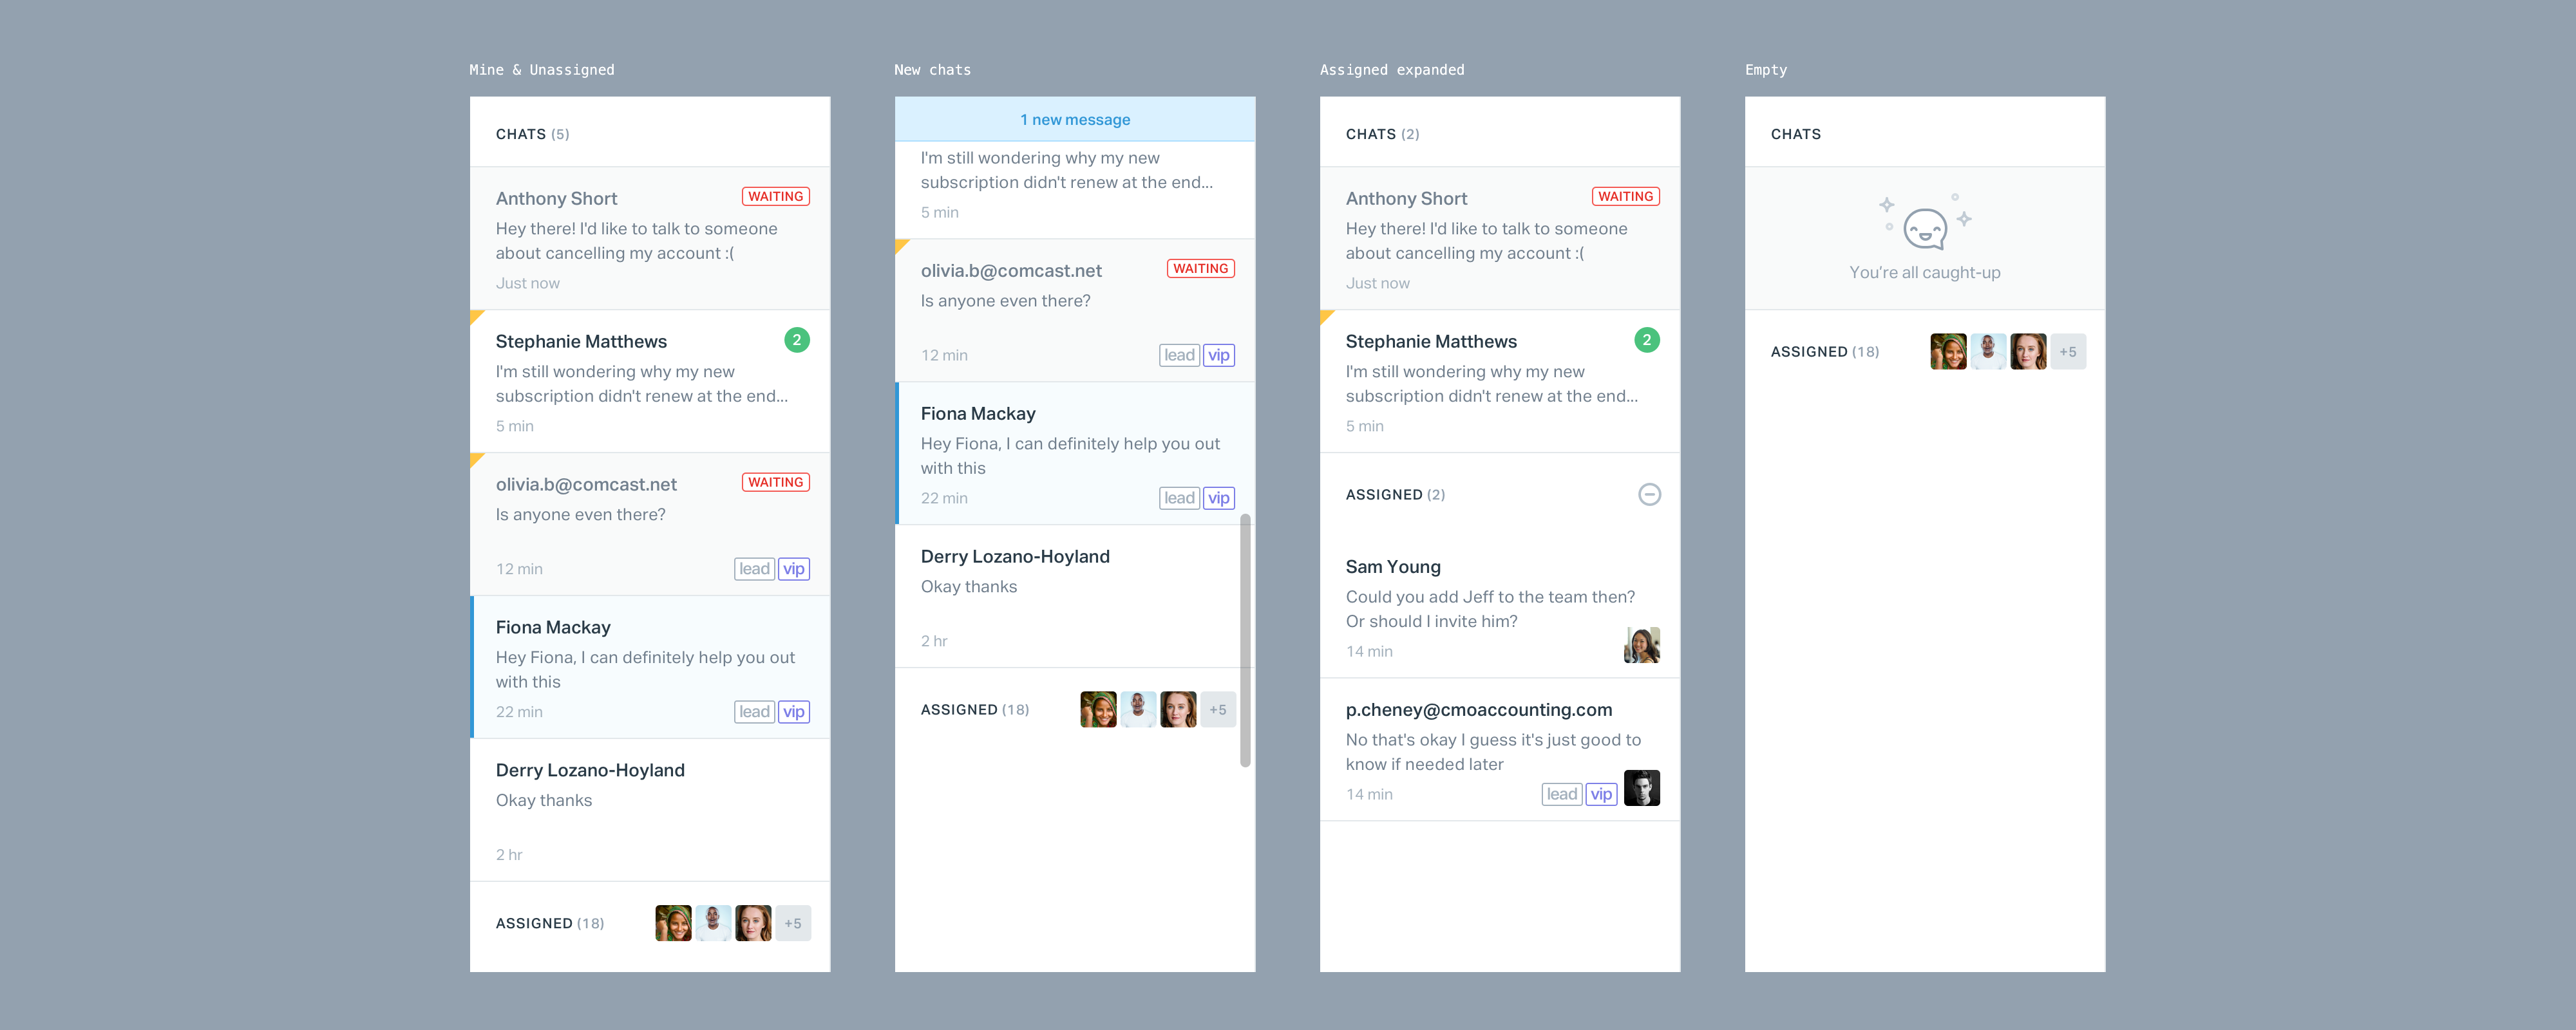 Mine & Unassigned
CHATS (5)
Anthony Short
WAITING
Hey there! I'd like to talk to someone
about cancelling my account :(
Just now
Stephanie Matthews
2
I'm still wondering why my new
subscription didn't renew at the end...
5 min
olivia.b@comcast.net
WAITING
Is anyone even there?
12 min
lead vip
Fiona Mackay
Hey Fiona, I can definitely help you out
with this
22 min
lead vip
Derry Lozano-Hoyland
Okay thanks
2 hr
ASSIGNED (18)
+5
New chats
1 new message
I'm still wondering why my new
subscription didn't renew at the end...
5 min
olivia.b@comcast.net
WAITING
Is anyone even there?
12 min
lead vip
Fiona Mackay
Hey Fiona, I can definitely help you out
with this
22 min
lead vip
Derry Lozano-Hoyland
Okay thanks
2 hr
ASSIGNED (18)
+5
Assigned expanded
CHATS (2)
Anthony Short
WAITING
Hey there! I'd like to talk to someone
about cancelling my account :(
Just now
Stephanie Matthews
2
I'm still wondering why my new
subscription didn't renew at the end...
5 min
ASSIGNED (2)
Sam Young
Could you add Jeff to the team then?
Or should I invite him?
14 min
p.cheney@cmoaccounting.com
No that's okay I guess it's just good to
know if needed later
14 min
lead vip
Empty
CHATS
You're all caught-up
ASSIGNED (18)
+5